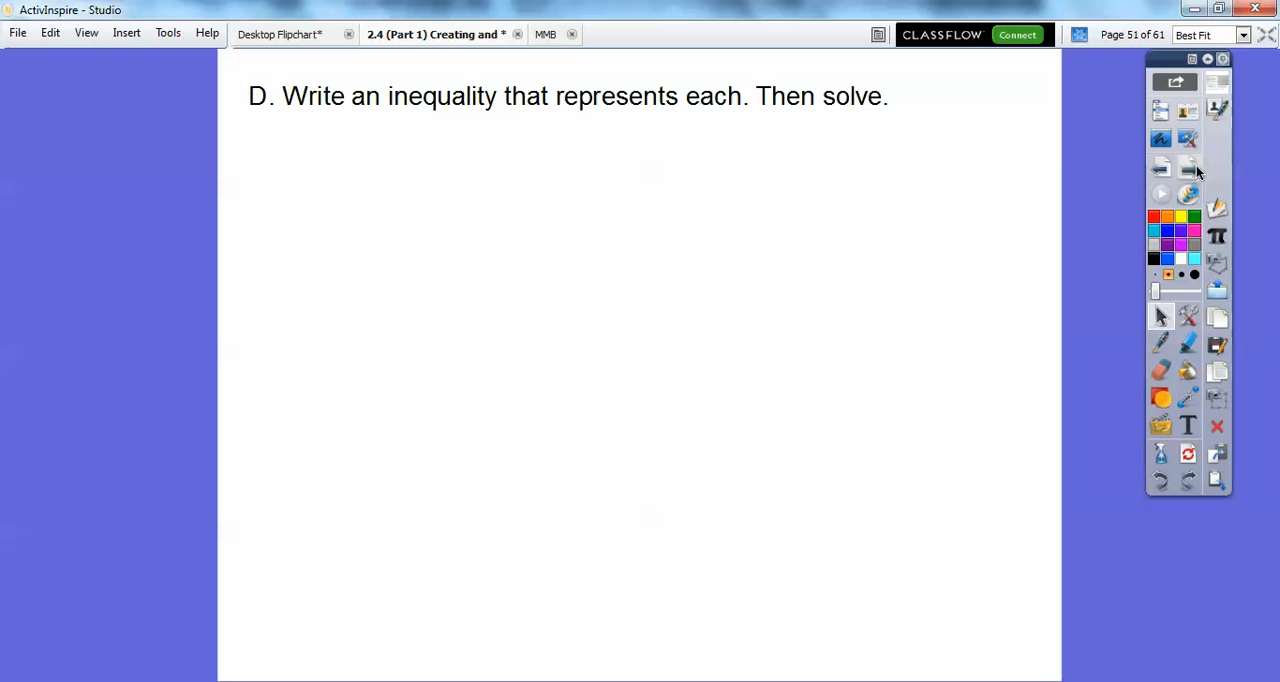 ActivInspire - Studio
File Edit View Insert Tools Help
Desktop Flipchart* 2.4 (Part 1) Creating and * MMB
CLASSFLOW Connect
Page 51 of 61 Best Fit
D. Write an inequality that represents each. Then solve.